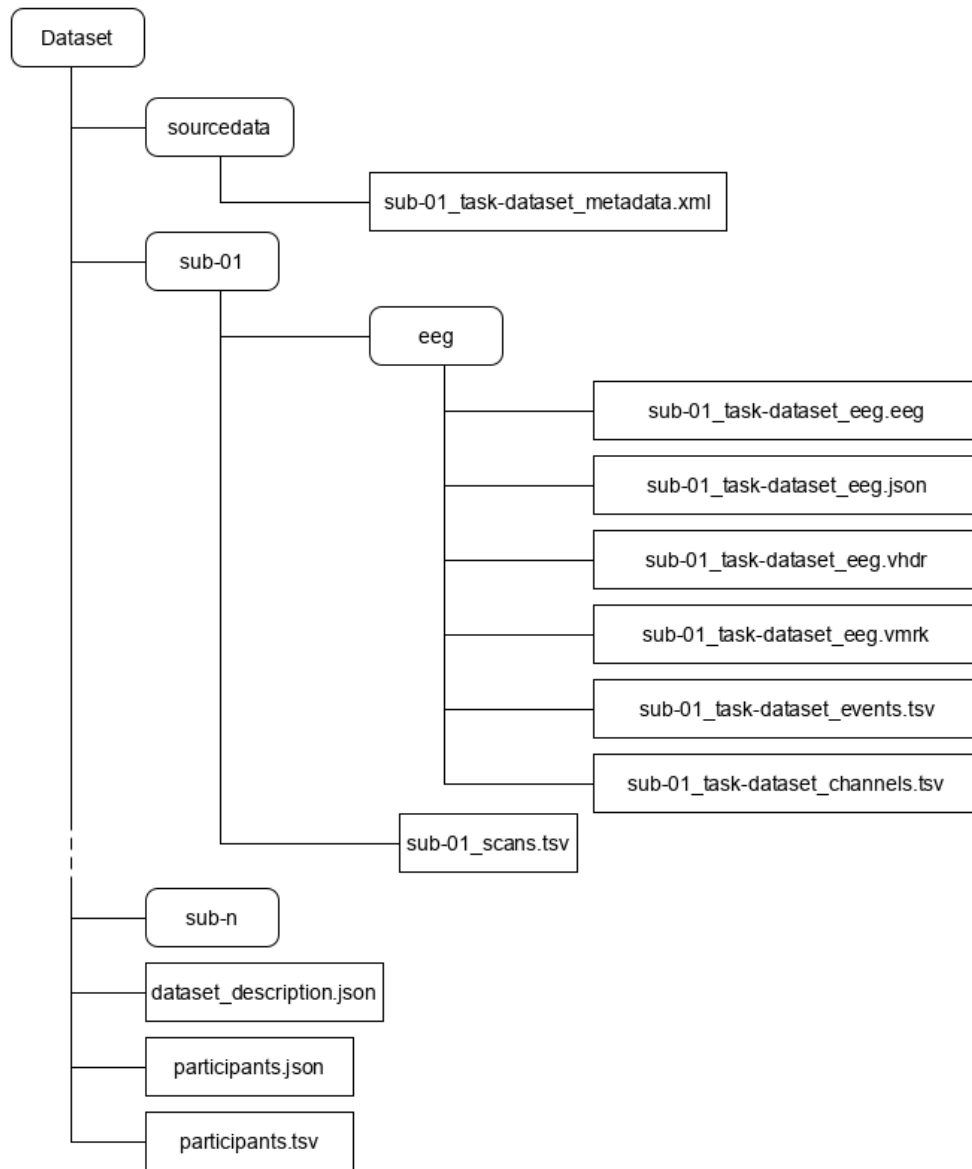 Dataset
sourcedata
sub-01_task-dataset_metadata.xml
sub-01
eeg
sub-01_task-dataset_eeg.eeg
sub-01_task-dataset_eeg.json
sub-01_task-dataset_eeg.vhdr
sub-01_task-dataset_eeg.vmrk
sub-01_task-dataset_events.tsv
sub-01_task-dataset_channels.tsv
sub-01_scans.tsv
sub-n
dataset_description.json
participants.json
participants.tsv